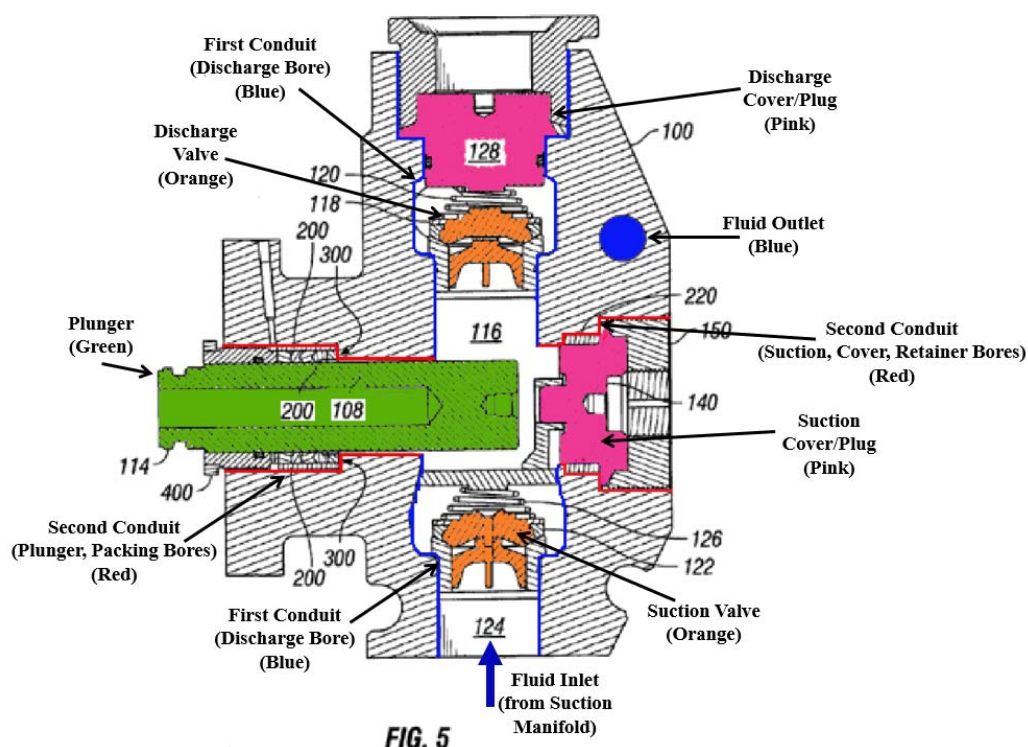 First Conduit
(Discharge Bore)
(Blue)
Discharge
Cover/Plug
(Pink)
100
Discharge
Valve
(Orange)
128
120
118
200
300
Fluid Outlet
(Blue)
220
150
Plunger
(Green)
116
Second Conduit
(Suction, Cover, Retainer Bores)
(Red)
200
108
140
Suction
Cover/Plug
(Pink)
114
400
Second Conduit
(Plunger, Packing Bores)
(Red)
200
300
126
122
First Conduit
(Discharge Bore)
(Blue)
124
Suction Valve
(Orange)
Fluid Inlet
(from Suction
Manifold)
FIG. 5